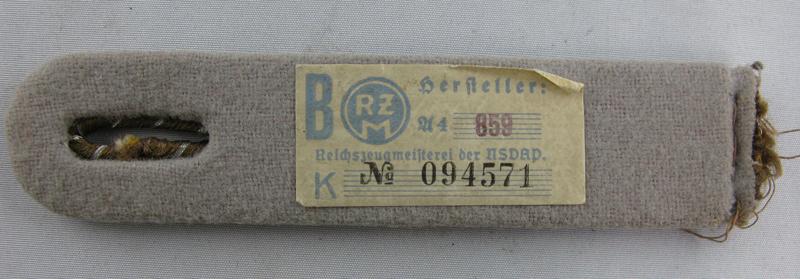 B RZM Hersteller:
A4 859
Reichszeugmeisterei der NSDAP.
K № 094571